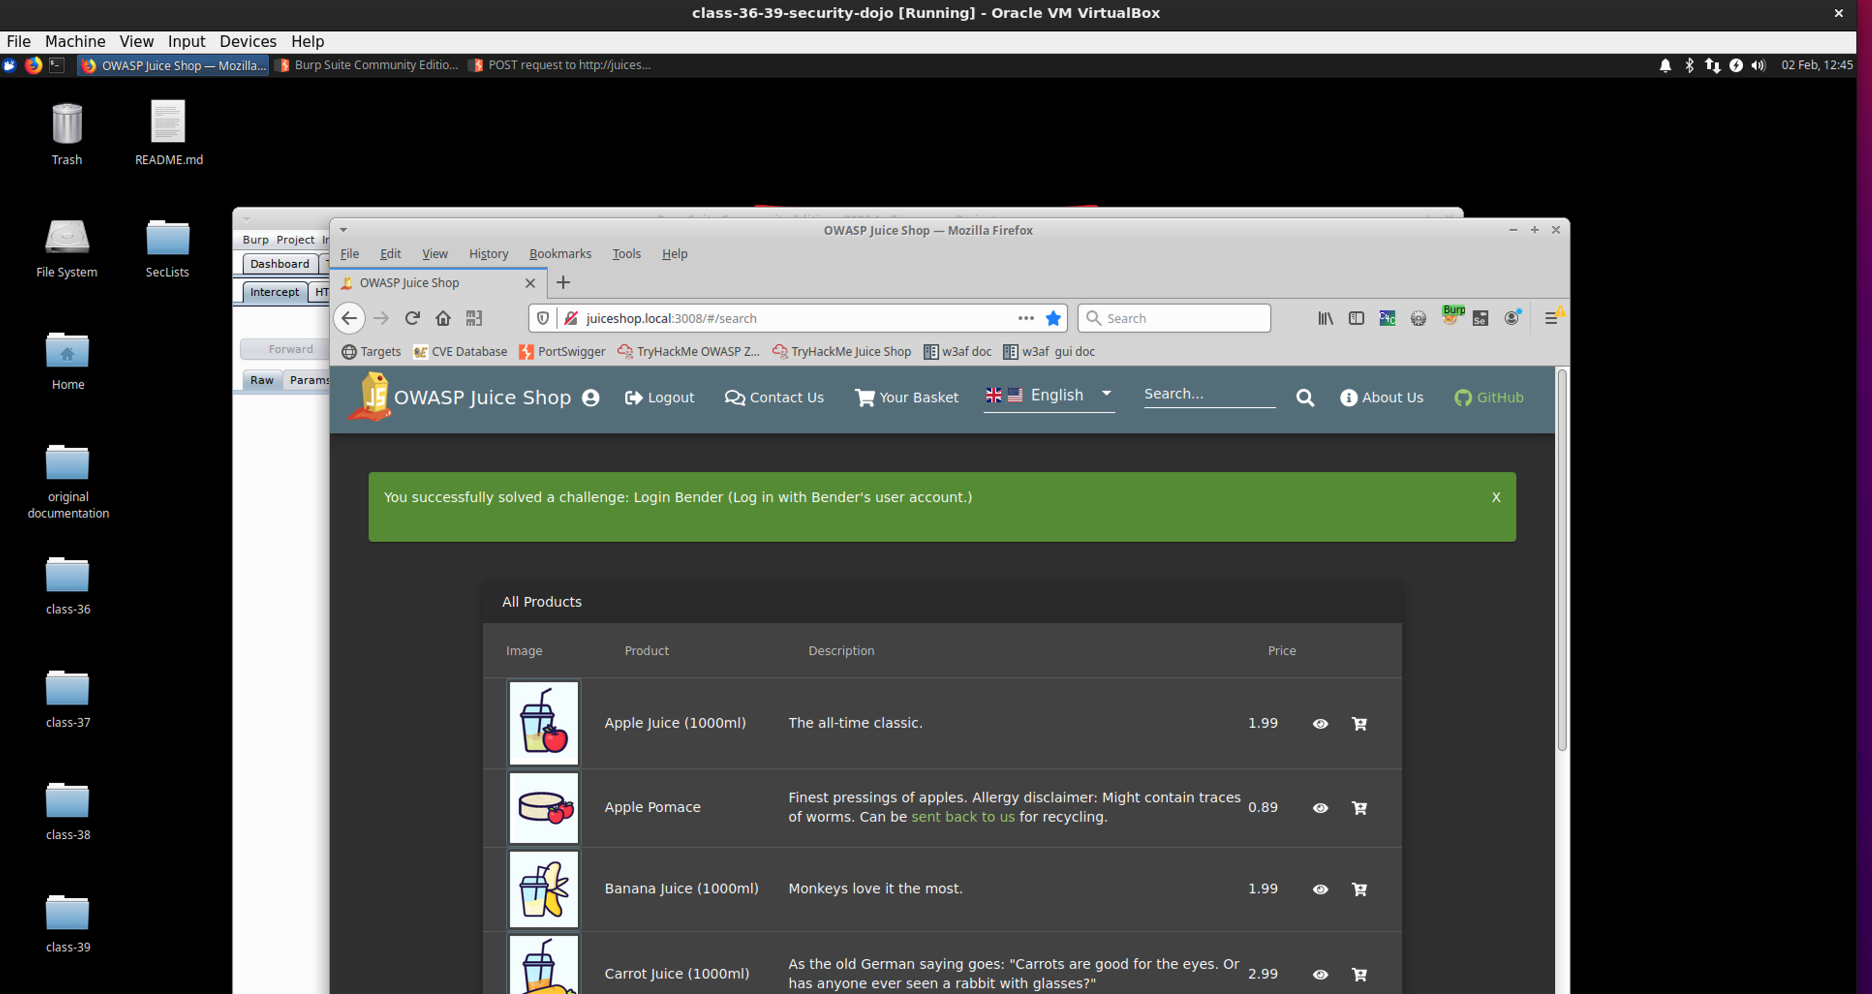 class-36-39-security-dojo [Running] - Oracle VM VirtualBox
File Machine View Input Devices Help
OWASP Juice Shop — Mozilla... Burp Suite Community Editio... POST request to http://juices... 02 Feb, 12:45
Trash
README.md
File System
SecLists
Home
original
documentation
class-36
class-37
class-38
class-39
Burp Project
Dashboard
Intercept
Forward
Raw Params
OWASP Juice Shop — Mozilla Firefox
File Edit View History Bookmarks Tools Help
OWASP Juice Shop
juiceshop.local:3008/#/search
Search
Burp
Se
Targets CVE Database PortSwigger TryHackMe OWASP Z... TryHackMe Juice Shop w3af doc w3af gui doc
OWASP Juice Shop Logout Contact Us Your Basket English Search... About Us GitHub
You successfully solved a challenge: Login Bender (Log in with Bender's user account.) X
All Products
Image Product Description Price
Apple Juice (1000ml) The all-time classic. 1.99
Apple Pomace
Finest pressings of apples. Allergy disclaimer: Might contain traces
of worms. Can be sent back to us for recycling.
0.89
Banana Juice (1000ml) Monkeys love it the most. 1.99
Carrot Juice (1000ml)
As the old German saying goes: "Carrots are good for the eyes. Or
has anyone ever seen a rabbit with glasses?"
2.99